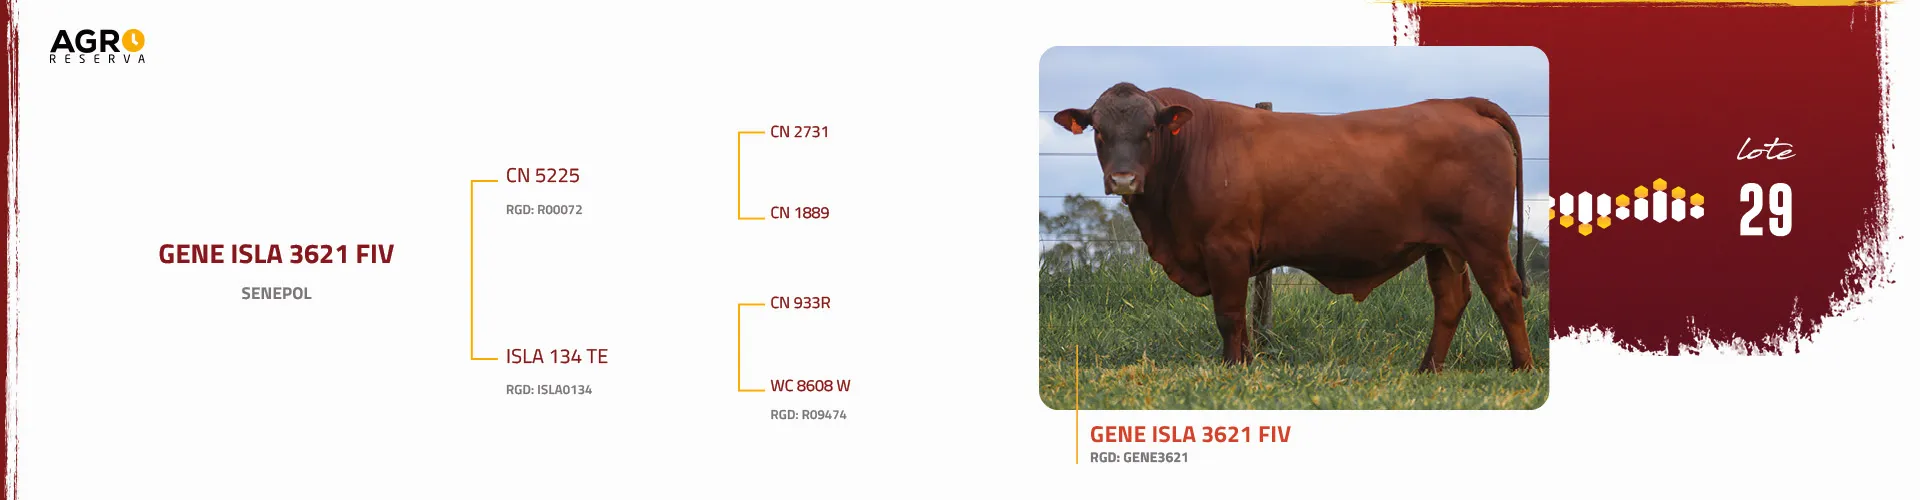 AGRO
RESERVA
GENE ISLA 3621 FIV
SENEPOL
CN 5225
RGD: R00072
ISLA 134 TE
RGD: ISLA0134
CN 2731
CN 1889
CN 933R
WC 8608 W
RGD: R09474
GENE ISLA 3621 FIV
RGD: GENE3621
lote
29